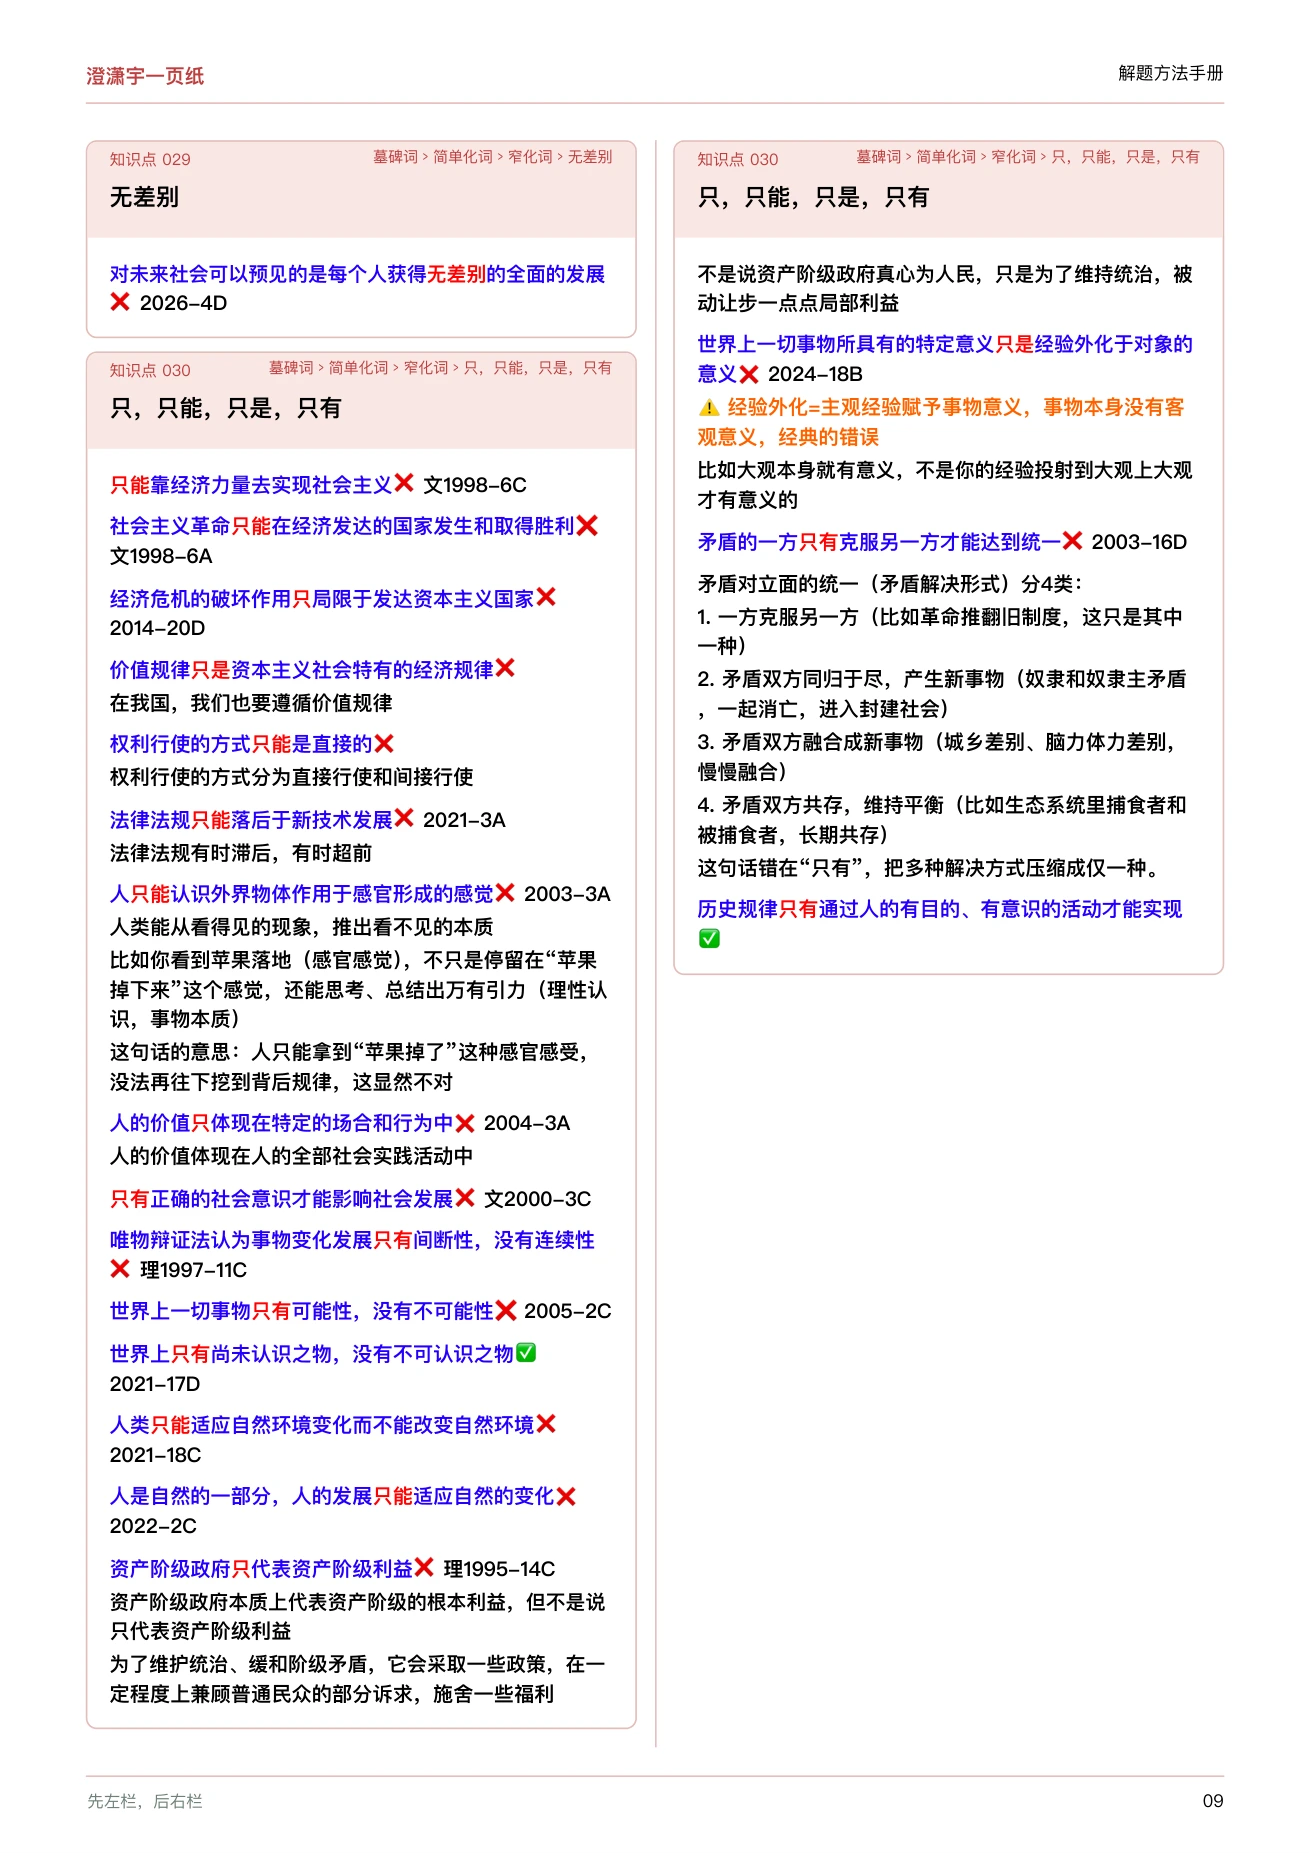 澄潇宇一页纸
解题方法手册
知识点 029
墓碑词 > 简单化词 > 窄化词 > 无差别
无差别
对未来社会可以预见的是每个人获得无差别的全面的发展
❌ 2026-4D
知识点 030
墓碑词 > 简单化词 > 窄化词 > 只，只能，只是，只有
只，只能，只是，只有
只能靠经济力量去实现社会主义❌ 文1998-6C
社会主义革命只能在经济发达的国家发生和取得胜利❌
文1998-6A
经济危机的破坏作用只局限于发达资本主义国家❌
2014-20D
价值规律只是资本主义社会特有的经济规律❌
在我国，我们也要遵循价值规律
权利行使的方式只能是直接的❌
权利行使的方式分为直接行使和间接行使
法律法规只能落后于新技术发展❌ 2021-3A
法律法规有时滞后，有时超前
人只能认识外界物体作用于感官形成的感觉❌ 2003-3A
人类能从看得见的现象，推出看不见的本质
比如你看到苹果落地（感官感觉），不只是停留在“苹果
掉下来”这个感觉，还能思考、总结出万有引力（理性认
识，事物本质）
这句话的意思：人只能拿到“苹果掉了”这种感官感受，
没法再往下挖到背后规律，这显然不对
人的价值只体现在特定的场合和行为中❌ 2004-3A
人的价值体现在人的全部社会实践活动中
只有正确的社会意识才能影响社会发展❌ 文2000-3C
唯物辩证法认为事物变化发展只有间断性，没有连续性
❌ 理1997-11C
世界上一切事物只有可能性，没有不可能性❌ 2005-2C
世界上只有尚未认识之物，没有不可认识之物✅
2021-17D
人类只能适应自然环境变化而不能改变自然环境❌
2021-18C
人是自然的一部分，人的发展只能适应自然的变化❌
2022-2C
资产阶级政府只代表资产阶级利益❌ 理1995-14C
资产阶级政府本质上代表资产阶级的根本利益，但不是说
只代表资产阶级利益
为了维护统治、缓和阶级矛盾，它会采取一些政策，在一
定程度上兼顾普通民众的部分诉求，施舍一些福利
知识点 030
墓碑词 > 简单化词 > 窄化词 > 只，只能，只是，只有
只，只能，只是，只有
不是说资产阶级政府真心为人民，只是为了维持统治，被
动让步一点点局部利益
世界上一切事物所具有的特定意义只是经验外化于对象的
意义❌ 2024-18B
⚠️ 经验外化=主观经验赋予事物意义，事物本身没有客
观意义，经典的错误
比如大观本身就有意义，不是你的经验投射到大观上大观
才有意义的
矛盾的一方只有克服另一方才能达到统一❌ 2003-16D
矛盾对立面的统一（矛盾解决形式）分4类：
1. 一方克服另一方（比如革命推翻旧制度，这只是其中
一种）
2. 矛盾双方同归于尽，产生新事物（奴隶和奴隶主矛盾
，一起消亡，进入封建社会）
3. 矛盾双方融合成新事物（城乡差别、脑力体力差别，
慢慢融合）
4. 矛盾双方共存，维持平衡（比如生态系统里捕食者和
被捕食者，长期共存）
这句话错在“只有”，把多种解决方式压缩成仅一种。
历史规律只有通过人的有目的、有意识的活动才能实现
✅
先左栏，后右栏
09